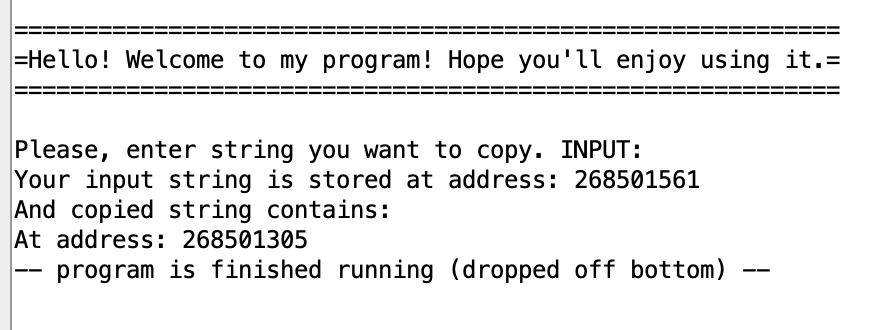 ===========================================================
=Hello! Welcome to my program! Hope you'll enjoy using it.=
===========================================================
Please, enter string you want to copy. INPUT:
Your input string is stored at address: 268501561
And copied string contains:
At address: 268501305
-- program is finished running (dropped off bottom) --